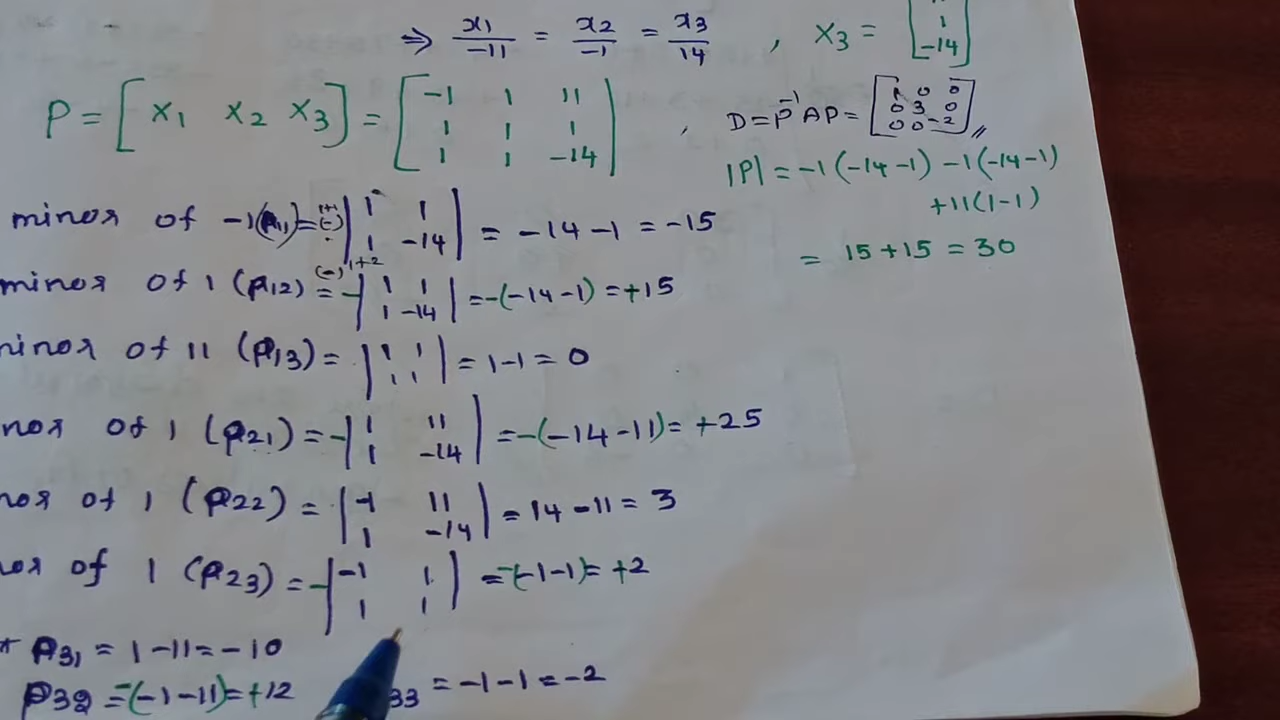 ⇒ x1/-11 = x2/-1 = x3/14 , X3 = [ 1 -14 ]
P = [ X1 X2 X3 ] = [ -1 1 11
1 1 1
1 1 -14 ] , D = P^-1 AP = [ 1 0 0
0 3 0
0 0 -2 ] //
|P| = -1(-14-1) -1(-14-1)
+11(1-1)
= 15+15 = 30
minor of -1(P11) = (-)^1+1 | 1 1
1 -14 | = -14-1 = -15
minor of 1 (P12) = (-)^1+2 -| 1 1
1 -14 | = -(-14-1) = +15
minor of 11 (P13) = | 1 1
1 1 | = 1-1 = 0
nor of 1 (P21) = -| 1 11
1 -14 | = -(-14-11) = +25
nor of 1 (P22) = | -1 11
1 -14 | = 14-11 = 3
nor of 1 (P23) = -| -1 1
1 1 | = -(-1-1) = +2
P31 = 1-11 = -10
P32 = -(-1-11) = +12
33 = -1-1 = -2